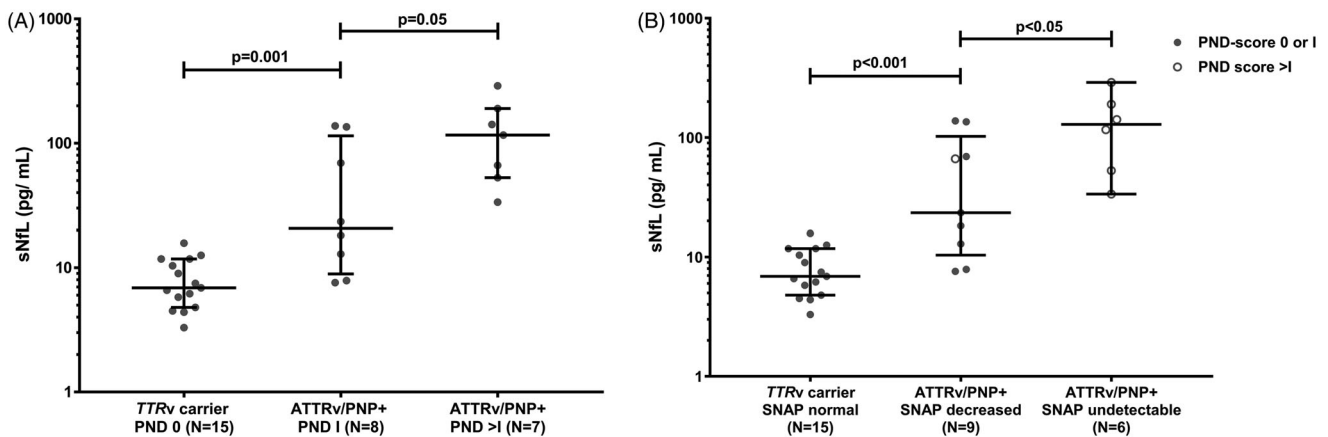 (A)
1000
100
10
1
sNfL (pg/ mL)
p=0.001
p=0.05
TTRv carrier
PND 0 (N=15)
ATTRv/PNP+
PND I (N=8)
ATTRv/PNP+
PND >I (N=7)
(B)
1000
100
10
1
sNfL (pg/ mL)
p<0.001
p<0.05
PND-score 0 or I
PND score >I
TTRv carrier
SNAP normal
(N=15)
ATTRv/PNP+
SNAP decreased
(N=9)
ATTRv/PNP+
SNAP undetectable
(N=6)